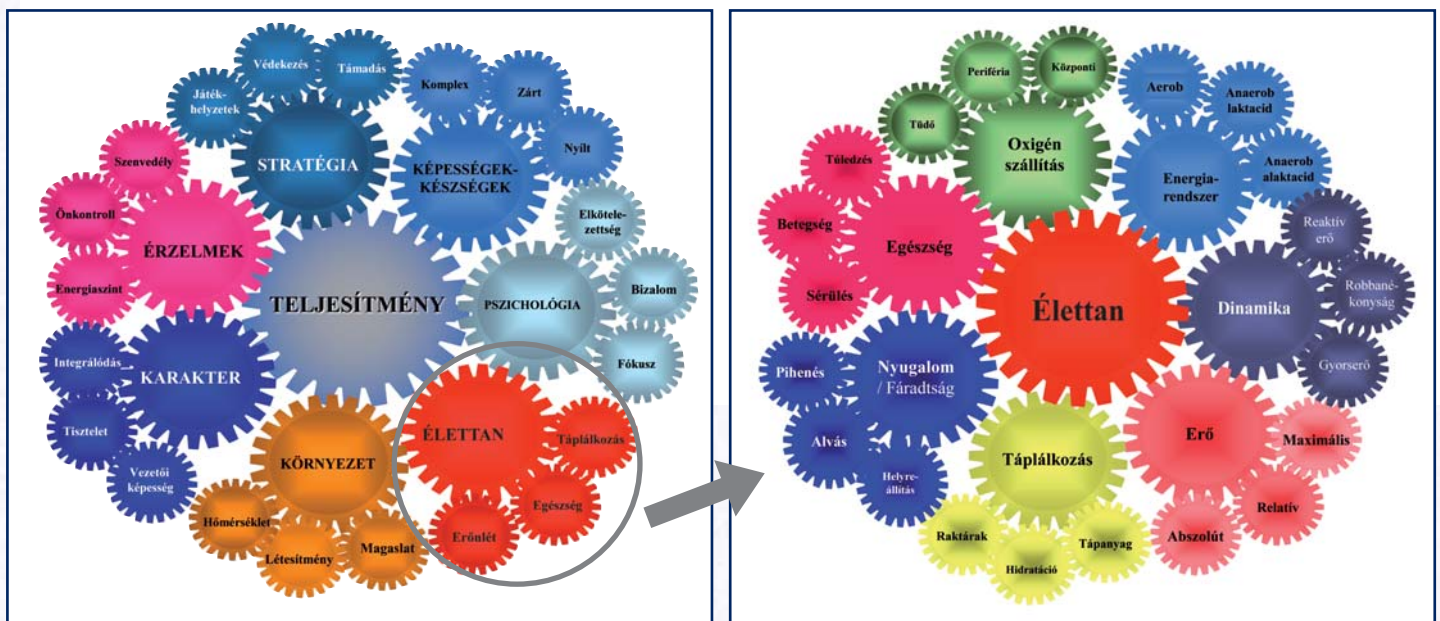 Védekezés
Támadás
Játék-
helyzetek
STRATÉGIA
Komplex
Zárt
Nyílt
KÉPESSÉGEK-
KÉSZSÉGEK
Szenvedély
Önkontroll
Energiaszint
ÉRZELMEK
TELJESÍTMÉNY
Elkötele-
zettség
Bizalom
Fókusz
PSZICHOLÓGIA
Integrálódás
Tisztelet
Vezetői
képesség
KARAKTER
KÖRNYEZET
Hőmérséklet
Létesítmény
Magaslat
ÉLETTAN
Táplálkozás
Egészség
Erőnlét
Periféria
Központi
Tüdő
Oxigén
szállítás
Aerob
Anaerob
laktacid
Anaerob
alaktacid
Energia-
rendszer
Túledzés
Betegség
Sérülés
Egészség
Élettan
Reaktív
erő
Robbané-
konyság
Gyorserő
Dinamika
Pihenés
Alvás
Helyre-
állítás
Nyugalom
/ Fáradtság
Táplálkozás
Raktárak
Hidratáció
Tápanyag
Erő
Maximális
Relatív
Abszolút